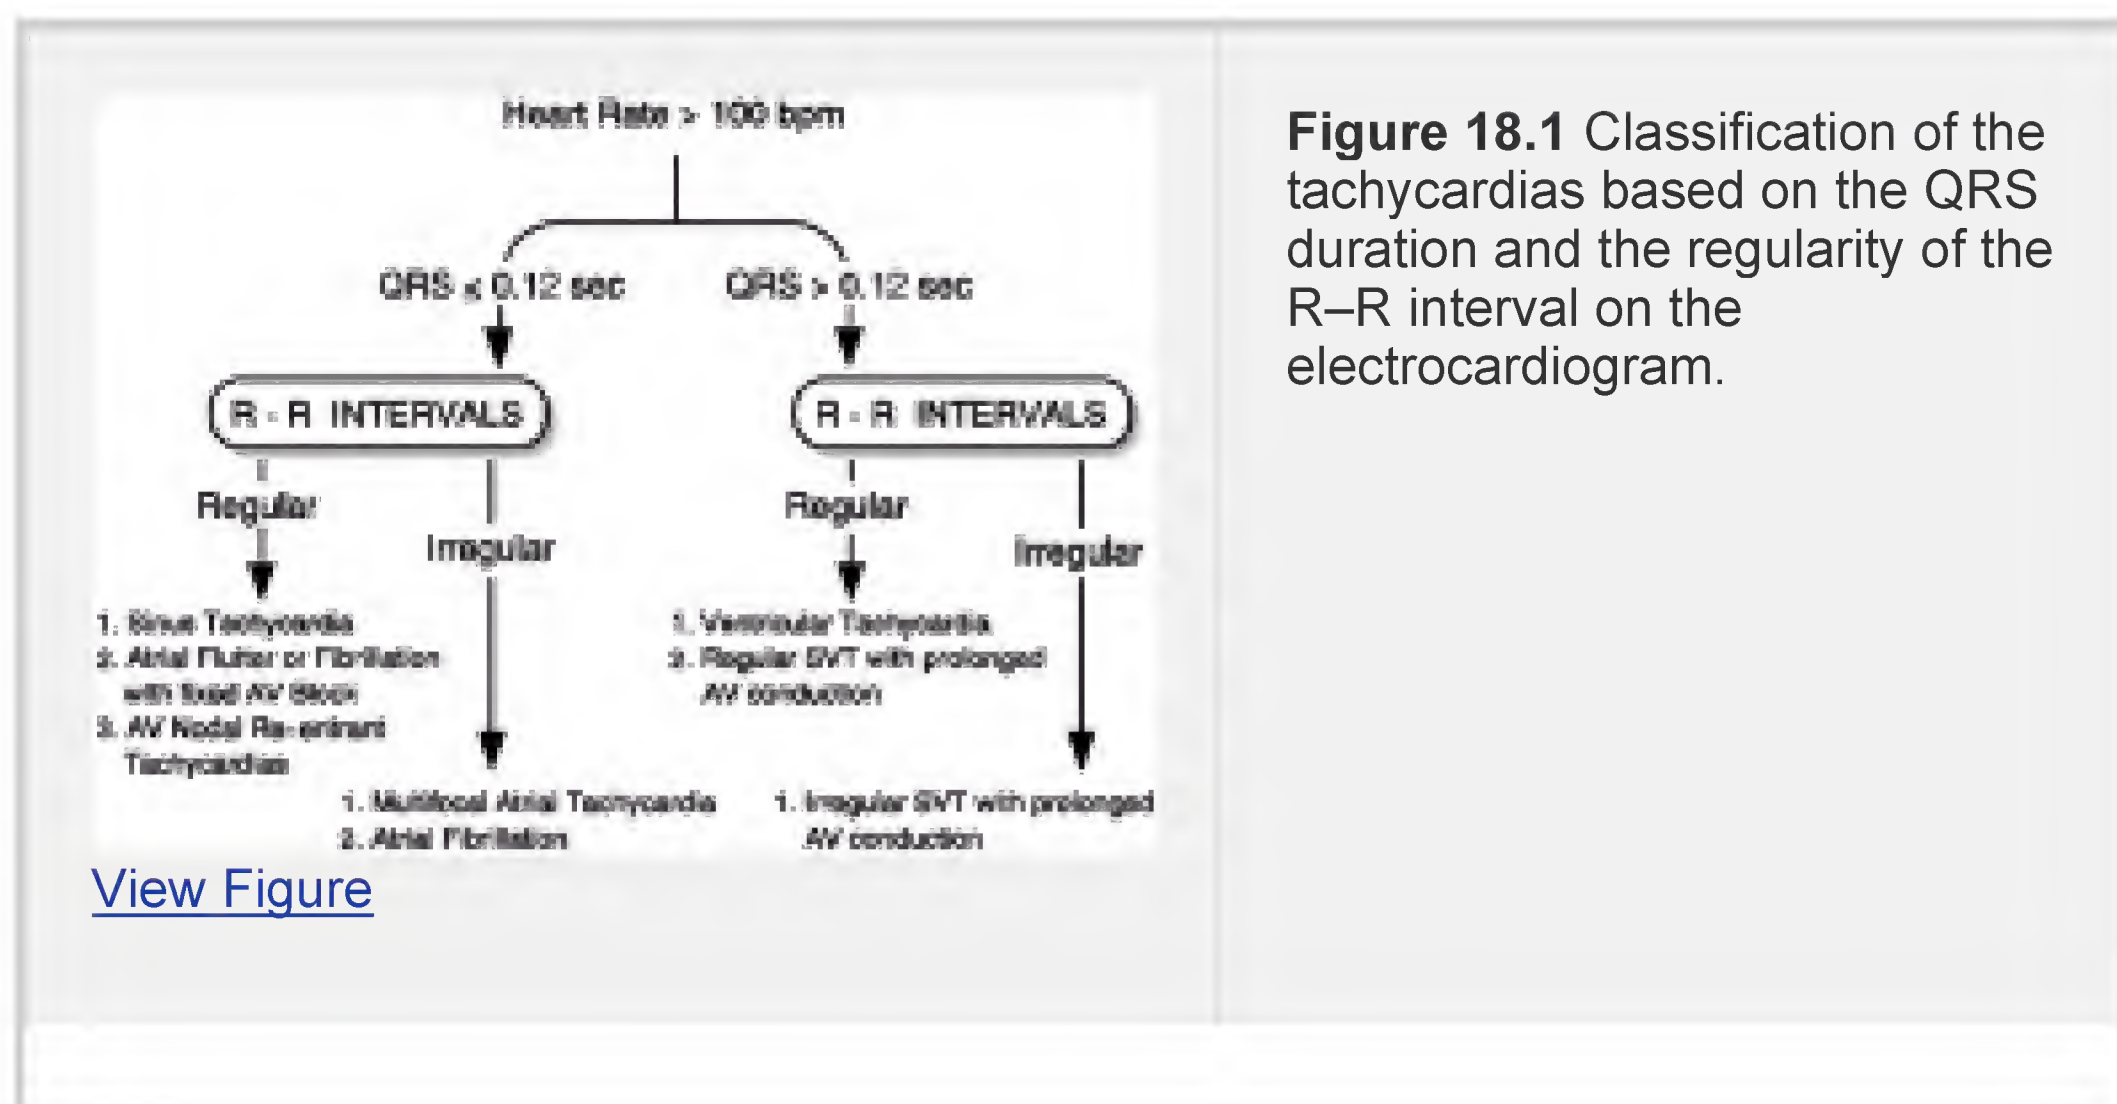 Heart Rate > 100 bpm
QRS < 0.12 sec
QRS > 0.12 sec
R - R INTERVALS
R - R INTERVALS
Regular
Irregular
Regular
Irregular
1. Sinus Tachycardia
2. Atrial Flutter or Fibrillation
with fixed AV Block
3. AV Nodal Re-entrant
Tachycardias
1. Multifocal Atrial Tachycardia
2. Atrial Fibrillation
1. Ventricular Tachycardia
2. Regular SVT with prolonged
AV conduction
1. Irregular SVT with prolonged
AV conduction
View Figure
Figure 18.1 Classification of the
tachycardias based on the QRS
duration and the regularity of the
R–R interval on the
electrocardiogram.